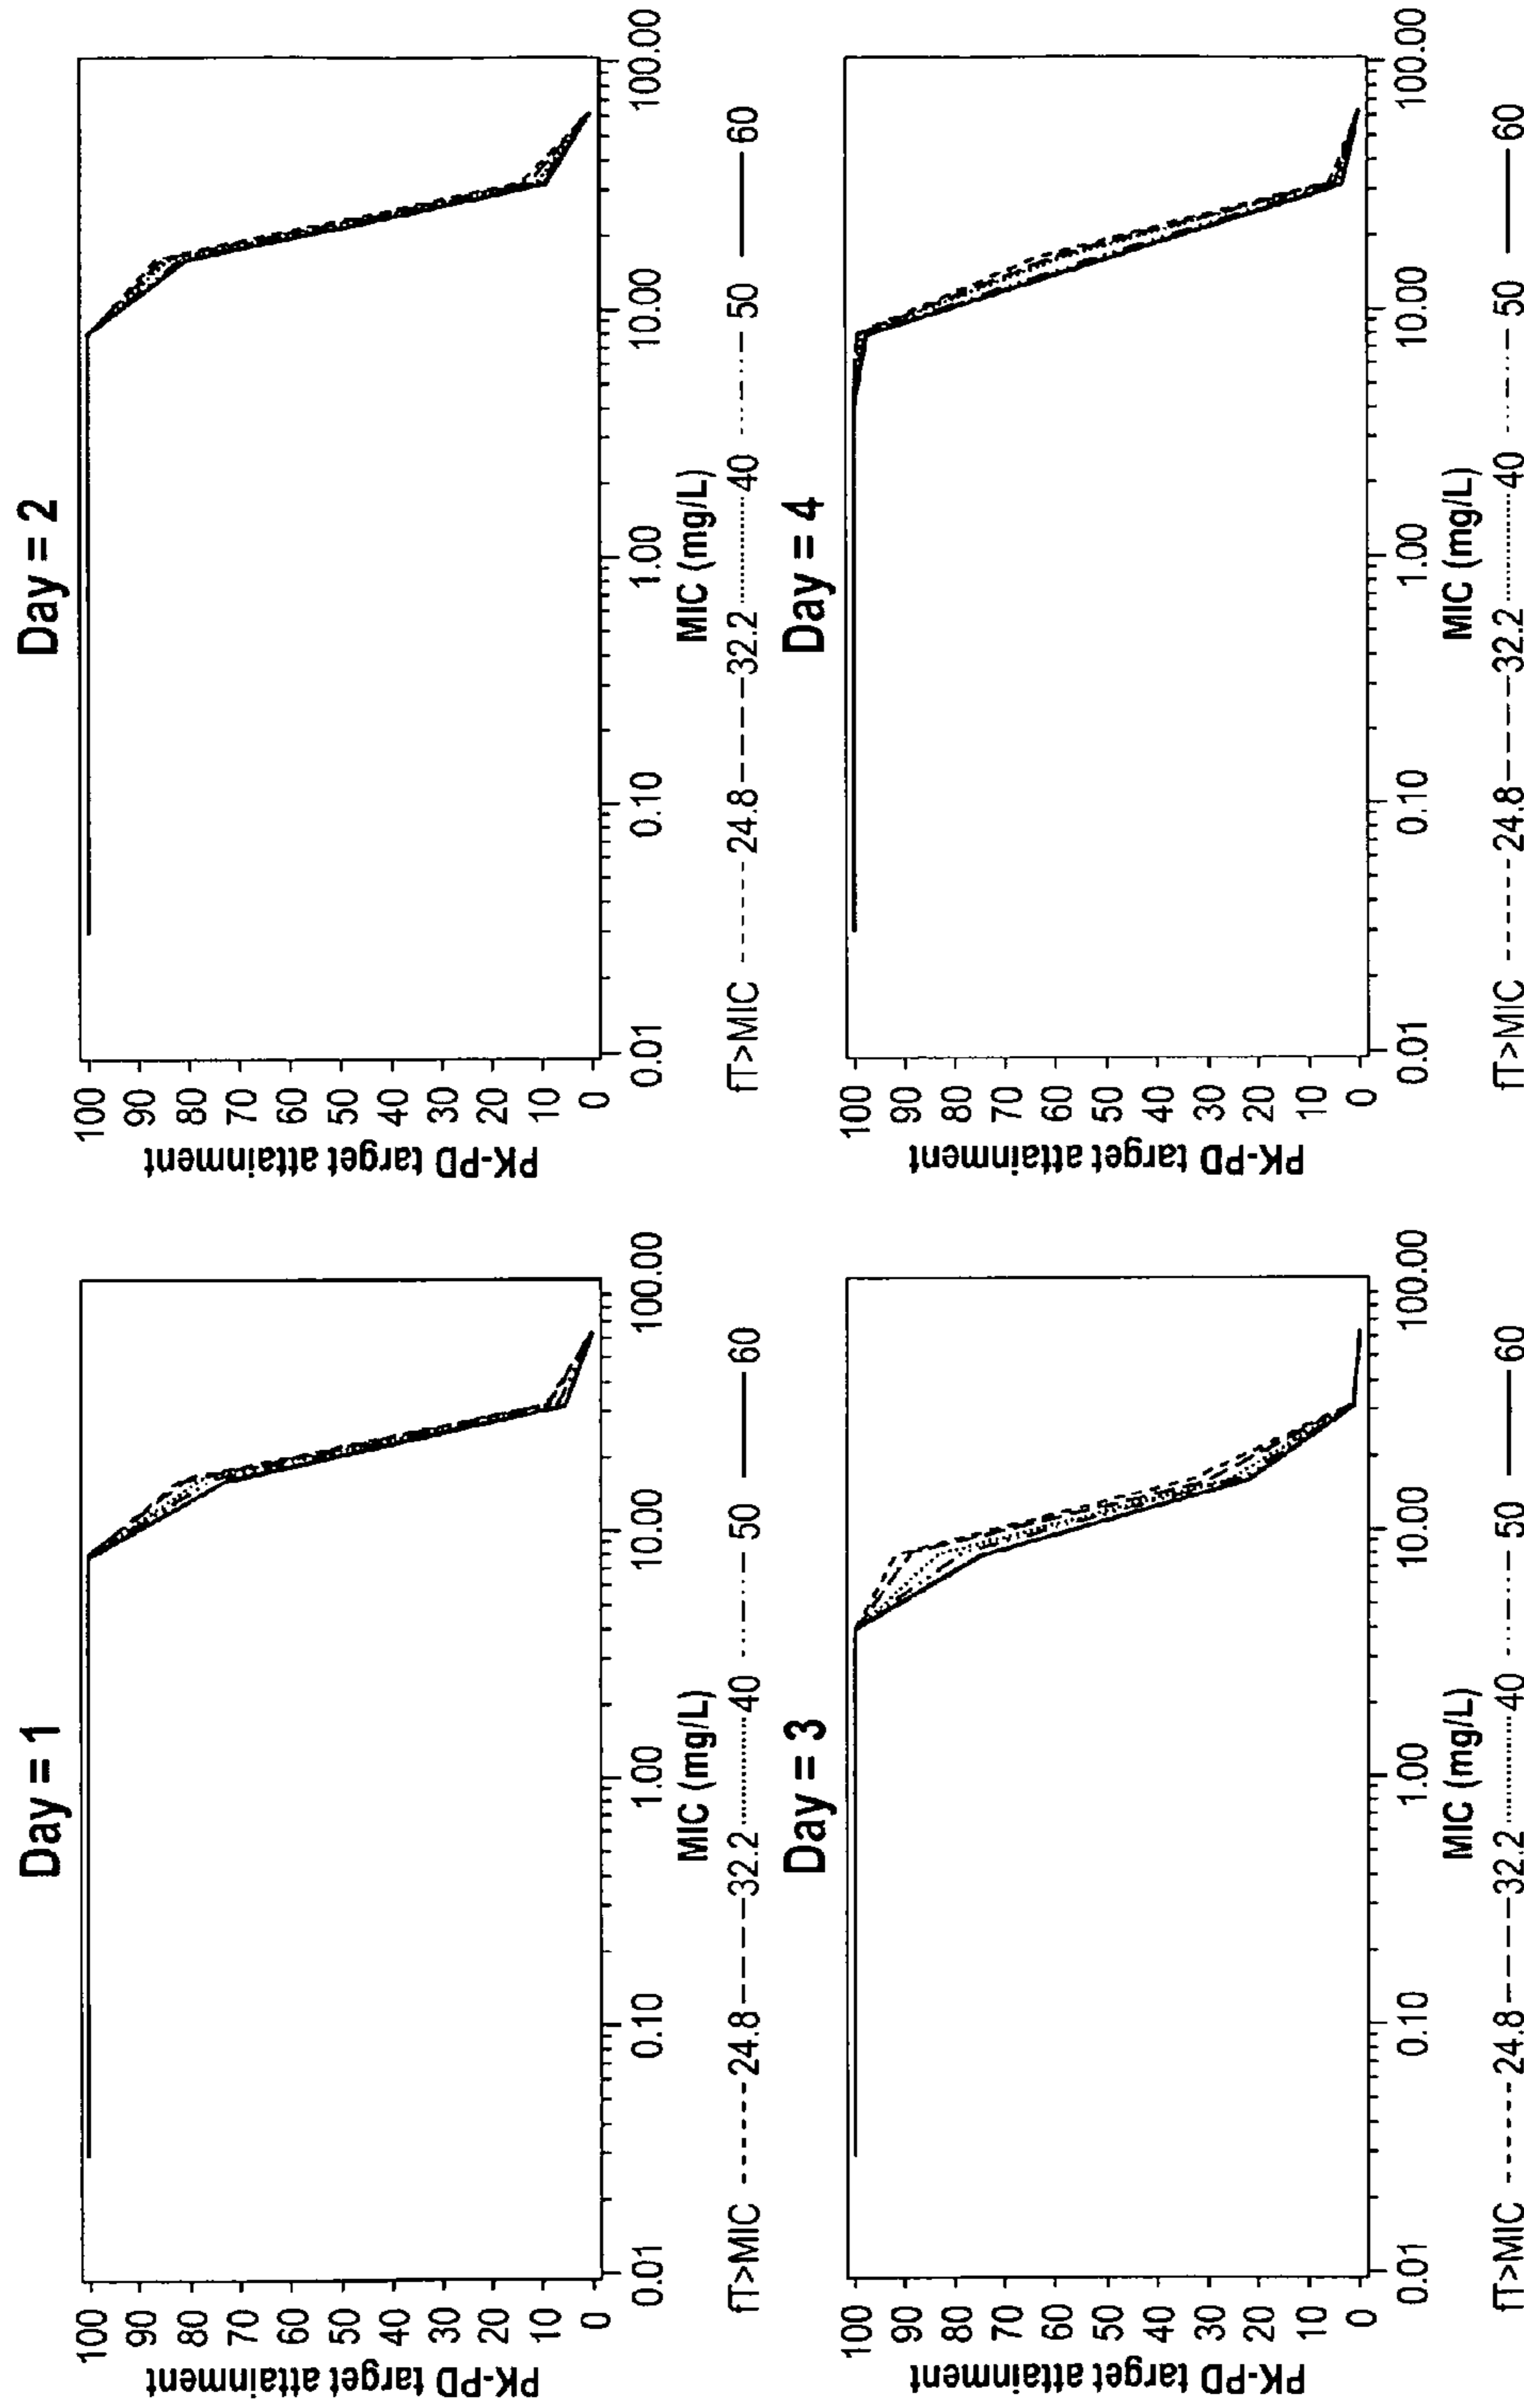 Day = 1
PK-PD target attainment
100
90
80
70
60
50
40
30
20
10
0
0.01 0.10 1.00 10.00 100.00
MIC (mg/L)
fT>MIC 24.8 32.2 40 50 60
Day = 2
PK-PD target attainment
100
90
80
70
60
50
40
30
20
10
0
0.01 0.10 1.00 10.00 100.00
MIC (mg/L)
fT>MIC 24.8 32.2 40 50 60
Day = 3
PK-PD target attainment
100
90
80
70
60
50
40
30
20
10
0
0.01 0.10 1.00 10.00 100.00
MIC (mg/L)
fT>MIC 24.8 32.2 40 50 60
Day = 4
PK-PD target attainment
100
90
80
70
60
50
40
30
20
10
0
0.01 0.10 1.00 10.00 100.00
MIC (mg/L)
fT>MIC 24.8 32.2 40 50 60